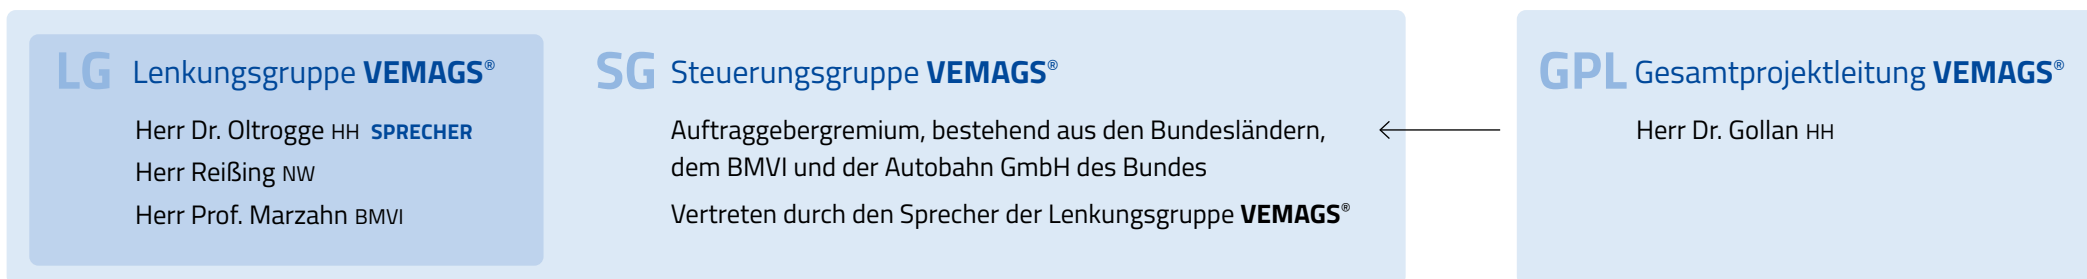 LG Lenkungsgruppe VEMAGS®
Herr Dr. Oltrogge HH SPRECHER
Herr Reißing NW
Herr Prof. Marzahn BMVI
SG Steuerungsgruppe VEMAGS®
Auftraggebergremium, bestehend aus den Bundesländern,
dem BMVI und der Autobahn GmbH des Bundes
Vertreten durch den Sprecher der Lenkungsgruppe VEMAGS®
GPL Gesamtprojektleitung VEMAGS®
Herr Dr. Gollan HH